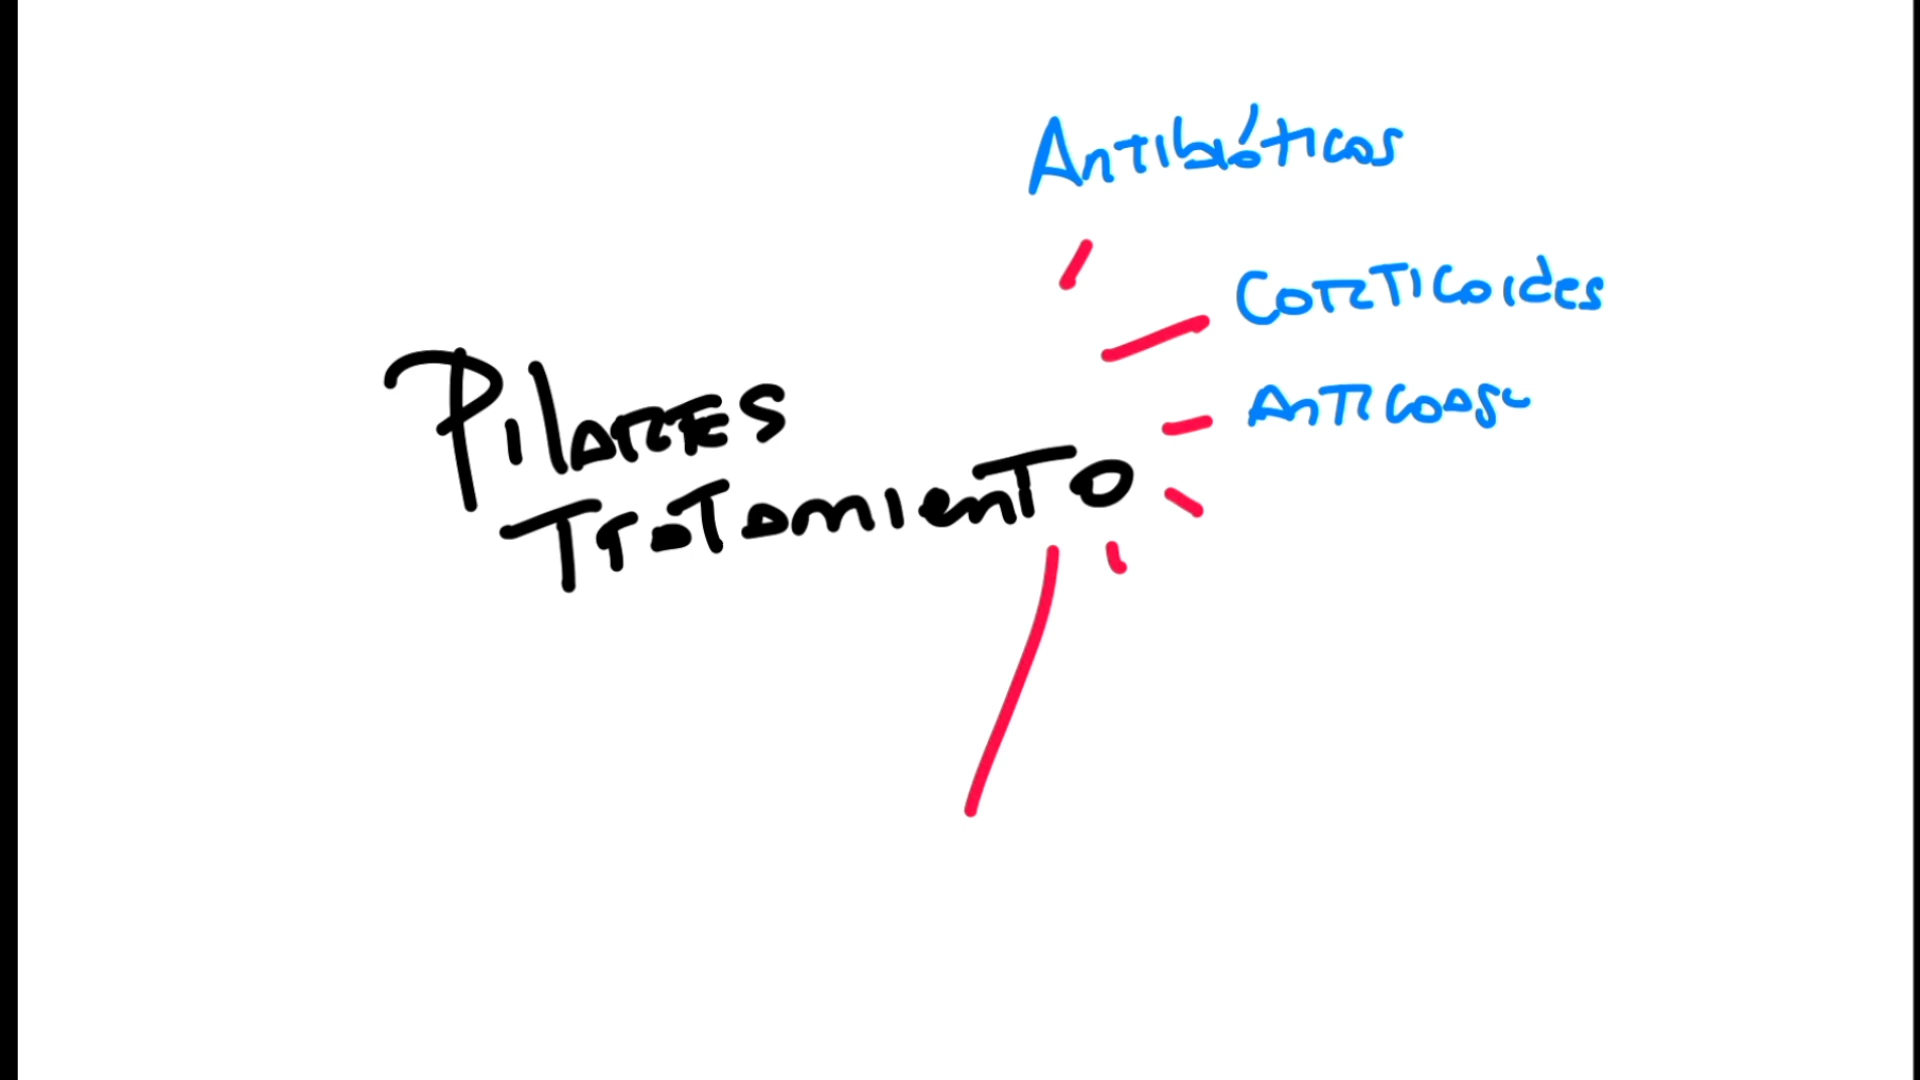 Antibióticos
CORTICOIDES
PILARES
ANTICOAG
TraTamienTO